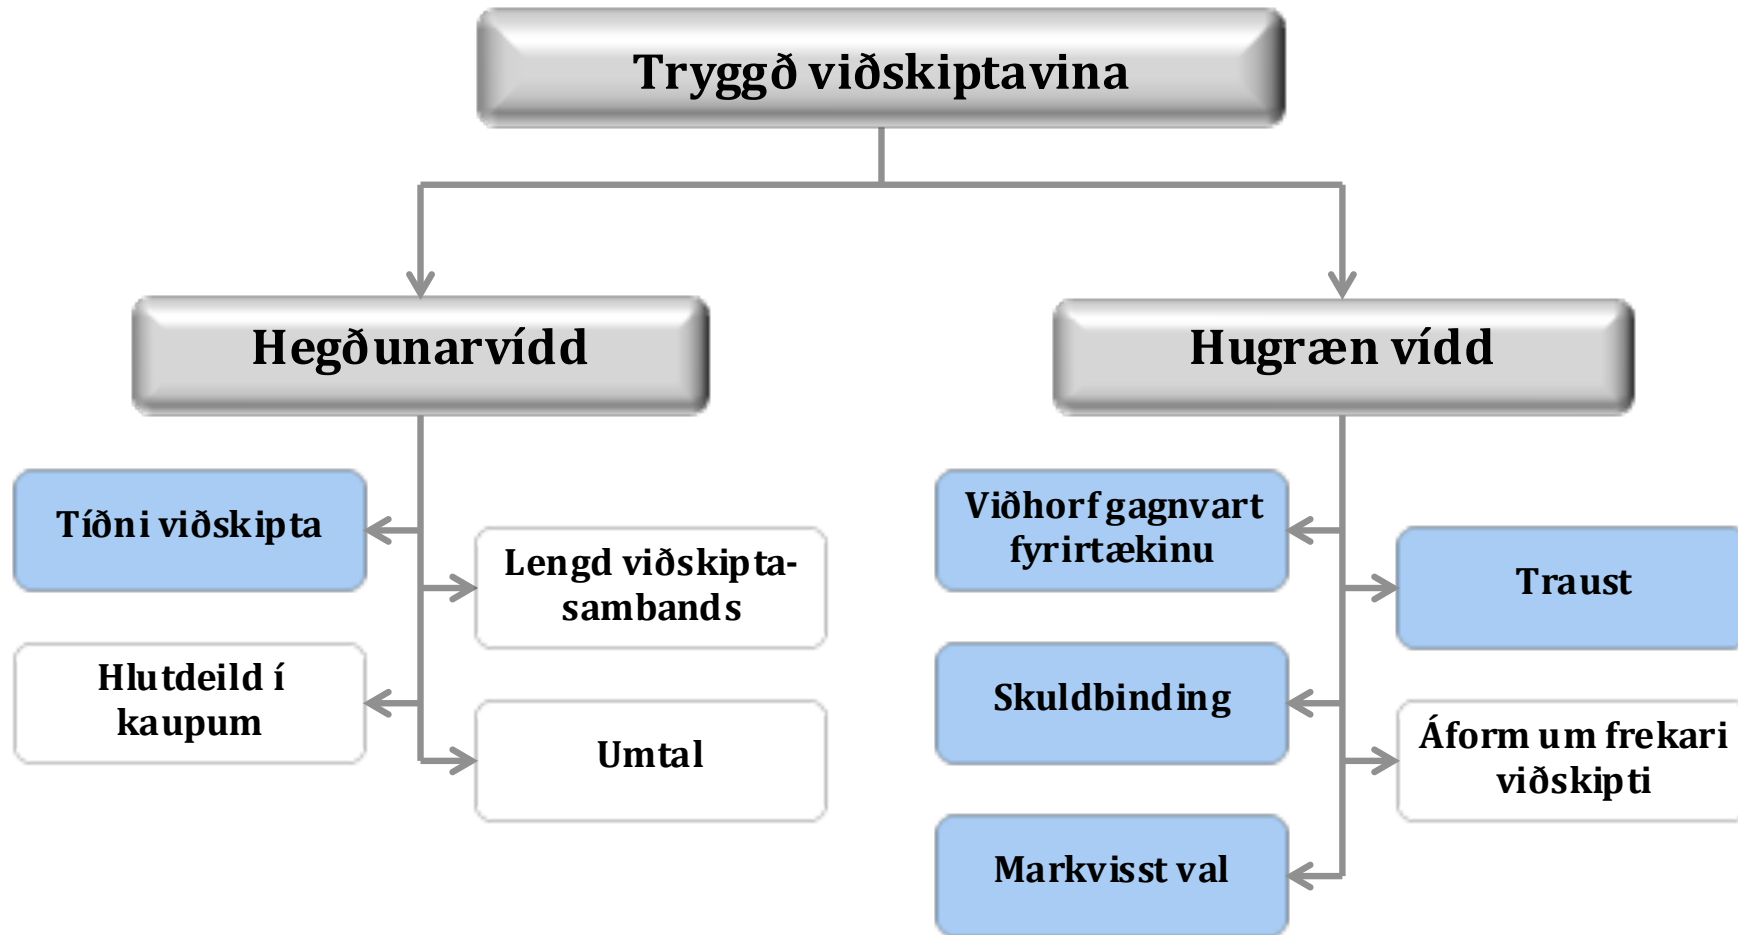 Tryggð viðskiptavina
Hegðunarvídd
Hugræn vídd
Tíðni viðskipta
Lengd viðskipta-
sambands
Hlutdeild í
kaupum
Umtal
Viðhorf gagnvart
fyrirtækinu
Traust
Skuldbinding
Áform um frekari
viðskipti
Markvisst val